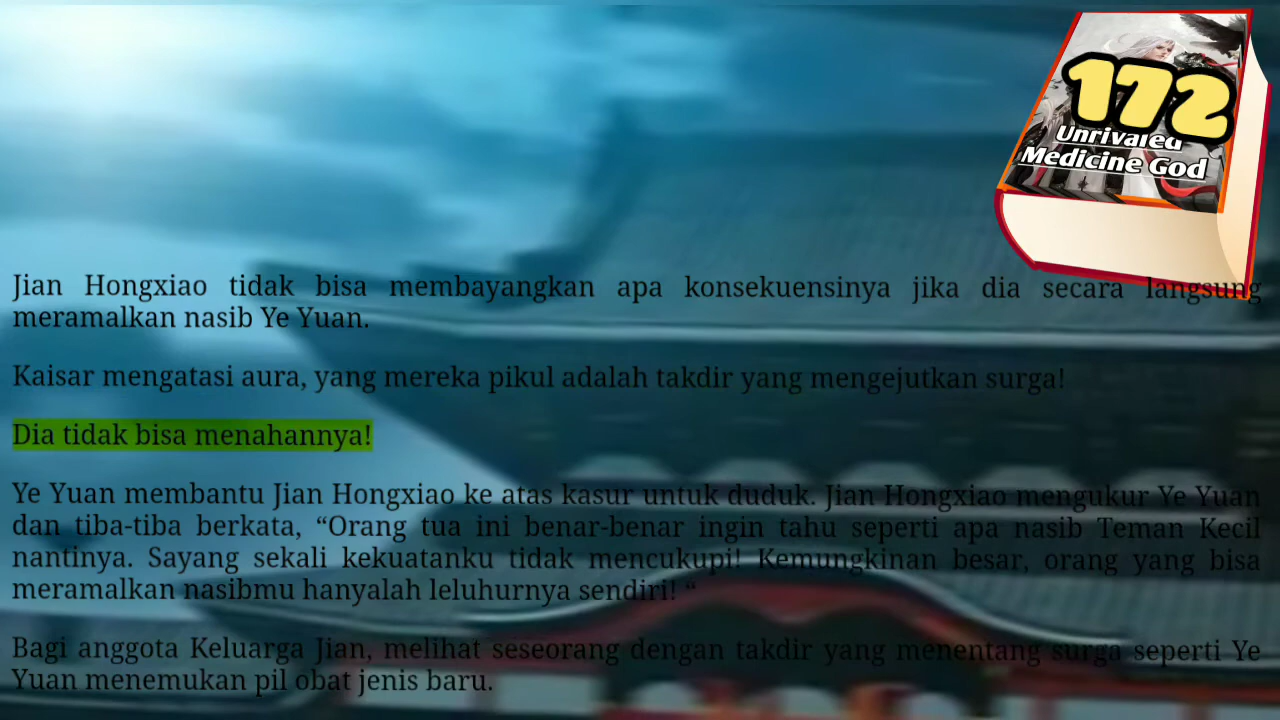 172
Unrivaled
Medicine God
Jian Hongxiao tidak bisa membayangkan apa konsekuensinya jika dia secara langsung
meramalkan nasib Ye Yuan.
Kaisar mengatasi aura, yang mereka pikul adalah takdir yang mengejutkan surga!
Dia tidak bisa menahannya!
Ye Yuan membantu Jian Hongxiao ke atas kasur untuk duduk. Jian Hongxiao mengukur Ye Yuan
dan tiba-tiba berkata, “Orang tua ini benar-benar ingin tahu seperti apa nasib Teman Kecil
nantinya. Sayang sekali kekuatanku tidak mencukupi! Kemungkinan besar, orang yang bisa
meramalkan nasibmu hanyalah leluhurnya sendiri! “
Bagi anggota Keluarga Jian, melihat seseorang dengan takdir yang menentang surga seperti Ye
Yuan menemukan pil obat jenis baru.